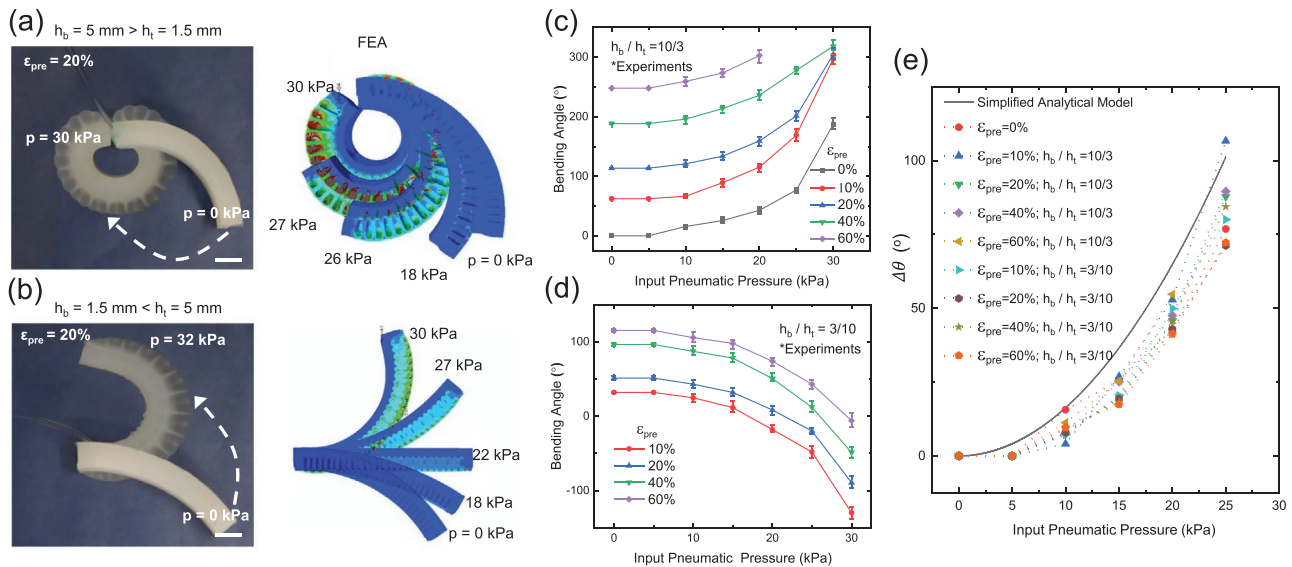 (a)
h_b = 5 mm > h_t = 1.5 mm
ε_pre = 20%
p = 30 kPa
p = 0 kPa
FEA
30 kPa
27 kPa
26 kPa
18 kPa
p = 0 kPa
(b)
h_b = 1.5 mm < h_t = 5 mm
ε_pre = 20%
p = 32 kPa
p = 0 kPa
30 kPa
27 kPa
22 kPa
18 kPa
p = 0 kPa
(c)
h_b / h_t =10/3
*Experiments
ε_pre
0%
10%
20%
40%
60%
Bending Angle (°)
300
200
100
0
0
10
20
30
Input Pneumatic Pressure (kPa)
(d)
h_b / h_t = 3/10
*Experiments
ε_pre
10%
20%
40%
60%
Bending Angle (°)
100
0
-100
0
10
20
30
Input Pneumatic Pressure (kPa)
(e)
Simplified Analytical Model
ε_pre=0%
ε_pre=10%; h_b / h_t =10/3
ε_pre=20%; h_b / h_t =10/3
ε_pre=40%; h_b / h_t =10/3
ε_pre=60%; h_b / h_t =10/3
ε_pre=10%; h_b / h_t =3/10
ε_pre=20%; h_b / h_t =3/10
ε_pre=40%; h_b / h_t =3/10
ε_pre=60%; h_b / h_t =3/10
Δθ (°)
100
50
0
0
5
10
15
20
25
30
Input Pneumatic Pressure (kPa)